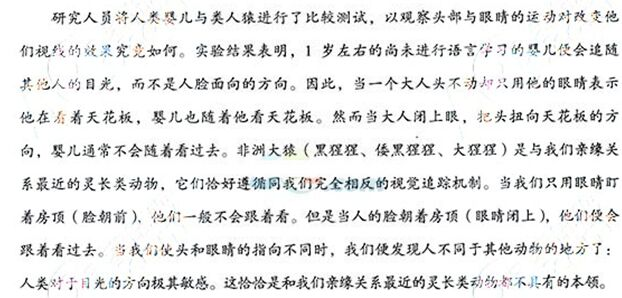 研究人员将人类婴儿与类人猿进行了比较测试，以观察头部与眼睛的运动对改变他
们视线的效果究竟如何。实验结果表明，1 岁左右的尚未进行语言学习的婴儿便会追随
其他人的目光，而不是人脸面向的方向。因此，当一个大人头不动却只用他的眼睛表示
他在看着天花板，婴儿也随着他看天花板。然而当大人闭上眼，把头扭向天花板的方
向，婴儿通常不会随着看过去。非洲大猿（黑猩猩、倭黑猩猩、大猩猩）是与我们亲缘关
系最近的灵长类动物，它们恰好遵循同我们完全相反的视觉追踪机制。当我们只用眼睛盯
着房顶（脸朝前）、他们一般不会跟着看。但是当人的脸朝着房顶（眼睛闭上），他们便会
跟着看过去。当我们使头和眼睛的指向不同时，我们便发现人不同于其他动物的地方了：
人类对于目光的方向极其敏感。这恰恰是和我们亲缘关系最近的灵长类动物都不具有的本领。